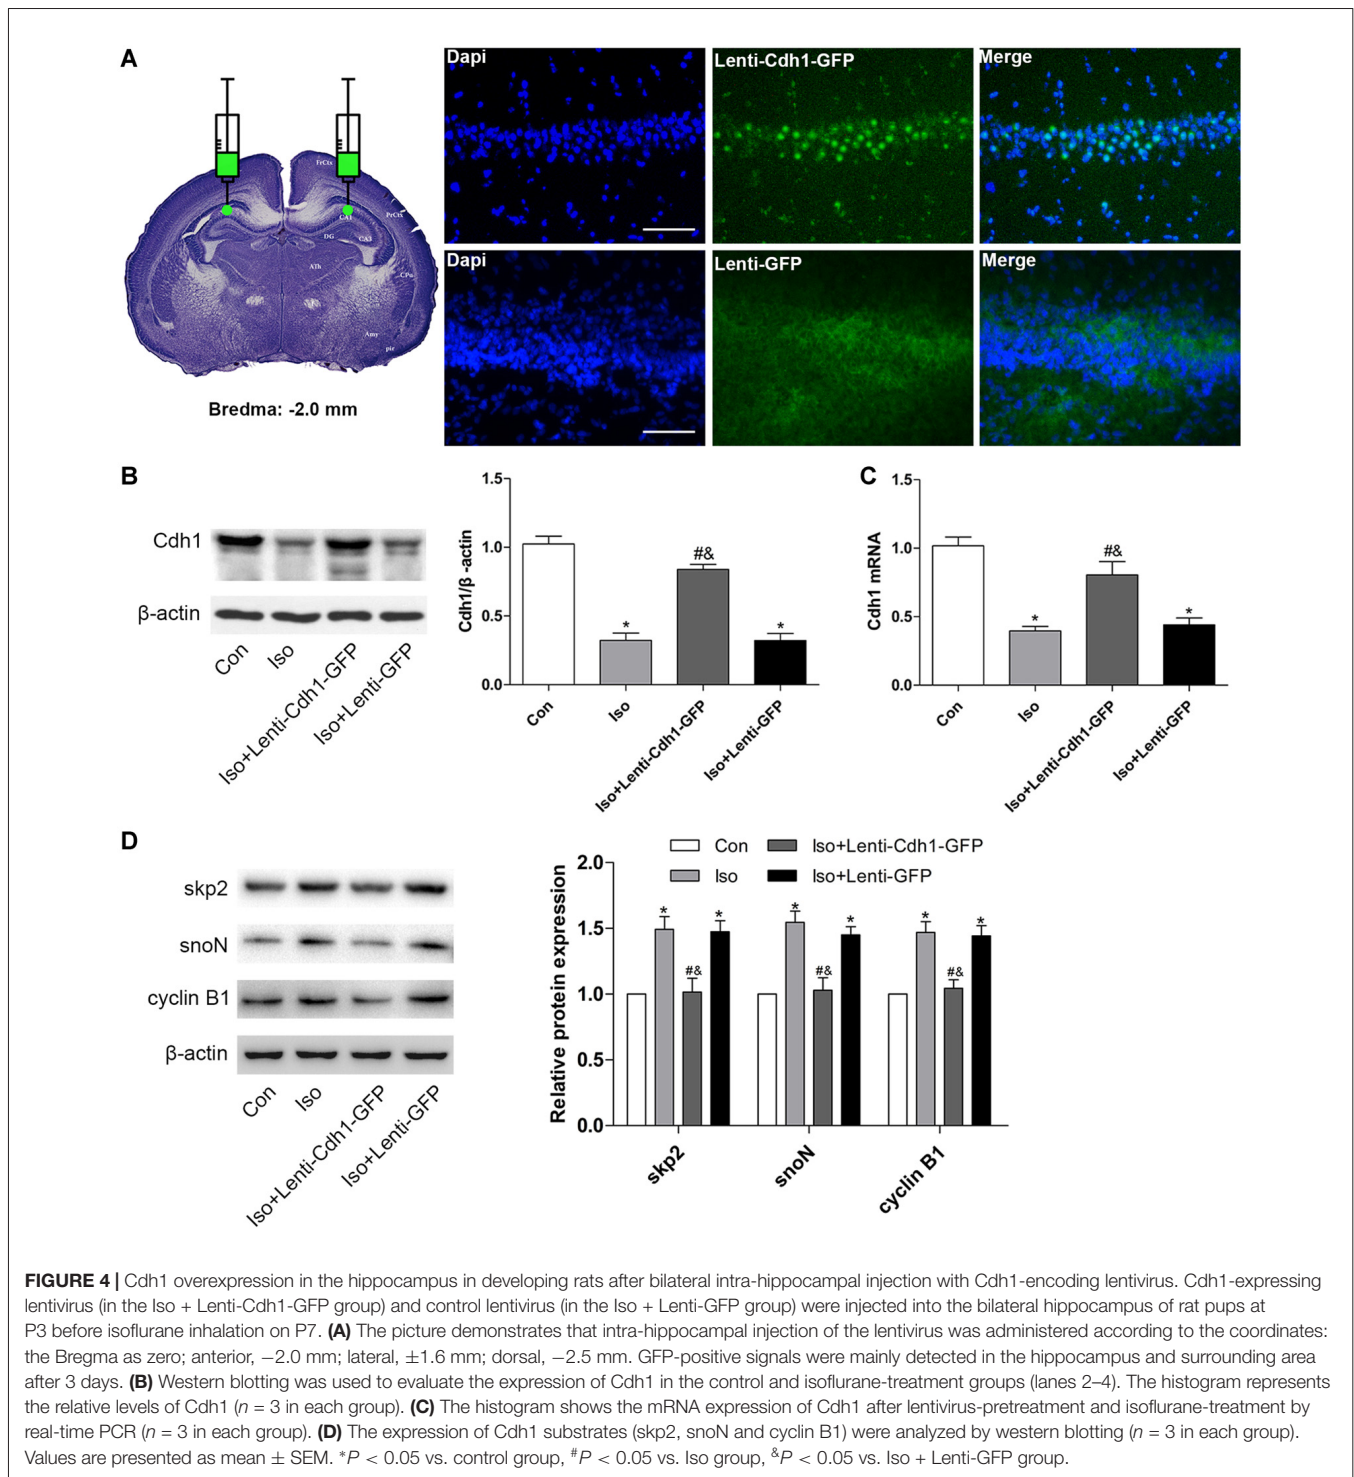 A
Dapi
Lenti-Cdh1-GFP
Merge
FrCtx
PrCtx
CA1
DG
CA3
ATh
CPu
Amy
pir
Bredma: -2.0 mm
Dapi
Lenti-GFP
Merge
B
Cdh1
β-actin
Con
Iso
Iso+Lenti-Cdh1-GFP
Iso+Lenti-GFP
Cdh1/β -actin
1.5
1.0
0.5
0.0
*
#&
*
Con
Iso
Iso+Lenti-Cdh1-GFP
Iso+Lenti-GFP
C
Cdh1 mRNA
1.5
1.0
0.5
0.0
*
#&
*
Con
Iso
Iso+Lenti-Cdh1-GFP
Iso+Lenti-GFP
D
skp2
snoN
cyclin B1
β-actin
Con
Iso
Iso+Lenti-Cdh1-GFP
Iso+Lenti-GFP
Con
Iso+Lenti-Cdh1-GFP
Iso
Iso+Lenti-GFP
Relative protein expression
2.0
1.5
1.0
0.5
0.0
*
#&
*
*
#&
*
*
#&
*
skp2
snoN
cyclin B1
FIGURE 4 | Cdh1 overexpression in the hippocampus in developing rats after bilateral intra-hippocampal injection with Cdh1-encoding lentivirus. Cdh1-expressing
lentivirus (in the Iso + Lenti-Cdh1-GFP group) and control lentivirus (in the Iso + Lenti-GFP group) were injected into the bilateral hippocampus of rat pups at
P3 before isoflurane inhalation on P7. (A) The picture demonstrates that intra-hippocampal injection of the lentivirus was administered according to the coordinates:
the Bregma as zero; anterior, −2.0 mm; lateral, ±1.6 mm; dorsal, −2.5 mm. GFP-positive signals were mainly detected in the hippocampus and surrounding area
after 3 days. (B) Western blotting was used to evaluate the expression of Cdh1 in the control and isoflurane-treatment groups (lanes 2–4). The histogram represents
the relative levels of Cdh1 (n = 3 in each group). (C) The histogram shows the mRNA expression of Cdh1 after lentivirus-pretreatment and isoflurane-treatment by
real-time PCR (n = 3 in each group). (D) The expression of Cdh1 substrates (skp2, snoN and cyclin B1) were analyzed by western blotting (n = 3 in each group).
Values are presented as mean ± SEM. *P < 0.05 vs. control group, #P < 0.05 vs. Iso group, &P < 0.05 vs. Iso + Lenti-GFP group.